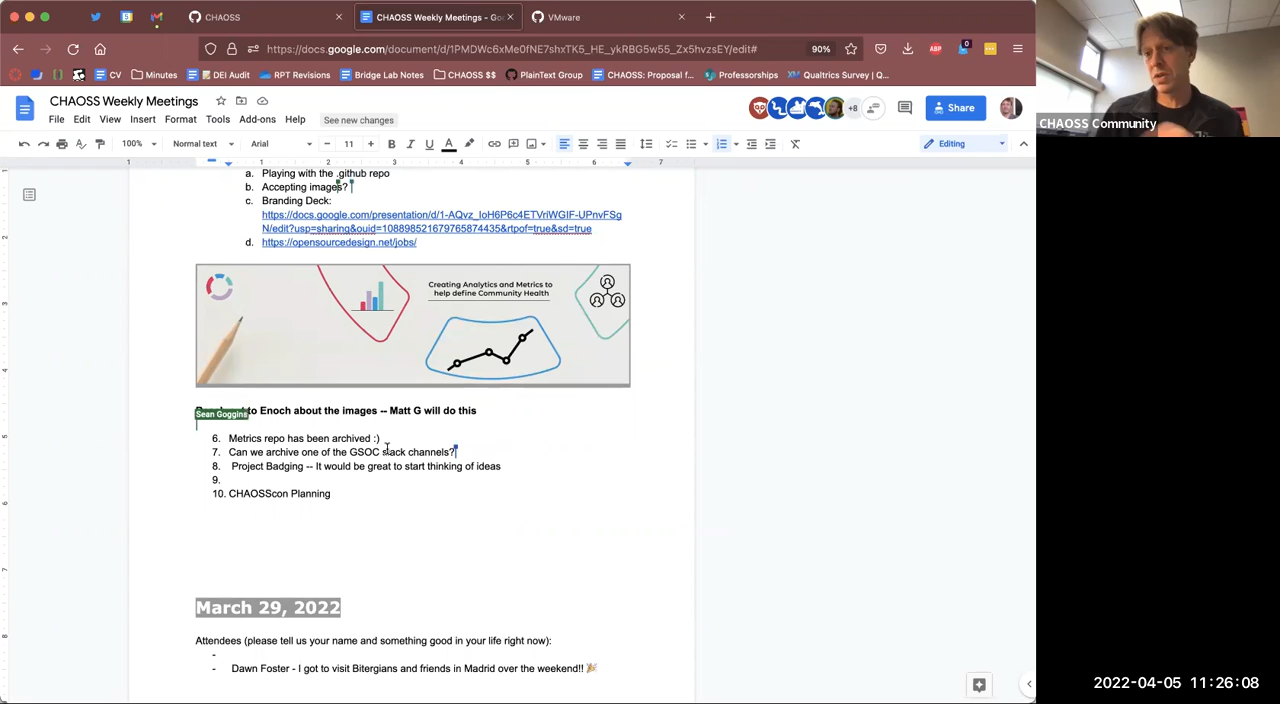 CHAOSS
CHAOSS Weekly Meetings - Go
VMware
https://docs.google.com/document/d/1PMDWc6xMe0fNE7shxTK5_HE_ykRBG5w55_Zx5hvzsEY/edit#
90%
ABP
0
CV
Minutes
DEI Audit
RPT Revisions
Bridge Lab Notes
CHAOSS $$
PlainText Group
CHAOSS: Proposal f...
Professorships
Qualtrics Survey | Q...
CHAOSS Weekly Meetings
File Edit View Insert Format Tools Add-ons Help
See new changes
+8
Share
100%
Normal text
Arial
11
Editing
a. Playing with the .github repo
b. Accepting images?
c. Branding Deck:
https://docs.google.com/presentation/d/1-AQvz_IoH6P6c4ETVriWGIF-UPnvFSg
N/edit?usp=sharing&ouid=108898521679765874435&rtpof=true&sd=true
d. https://opensourcedesign.net/jobs/
Creating Analytics and Metrics to
help define Community Health
to Enoch about the images -- Matt G will do this
Sean Goggins
6. Metrics repo has been archived :)
7. Can we archive one of the GSOC slack channels?
8. Project Badging -- It would be great to start thinking of ideas
9.
10. CHAOSScon Planning
March 29, 2022
Attendees (please tell us your name and something good in your life right now):
-
- Dawn Foster - I got to visit Bitergians and friends in Madrid over the weekend!! 🎉
CHAOSS Community
2022-04-05 11:26:08